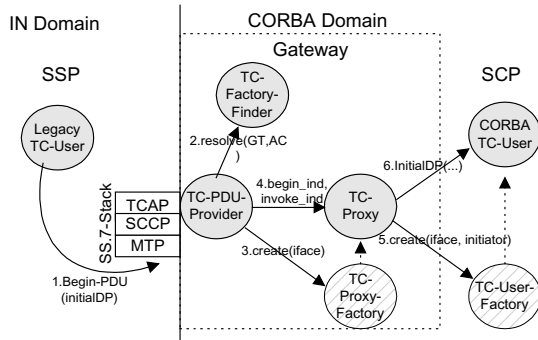 IN Domain
CORBA Domain
Gateway
SSP
SCP
Legacy
TC-User
TC-
Factory-
Finder
CORBA
TC-User
2.resolve(GT,AC
)
6.InitialDP(...)
4.begin_ind,
invoke_ind
SS.7-Stack
TCAP
SCCP
MTP
TC-PDU-
Provider
TC-
Proxy
3.create(iface)
5.create(iface, initiator)
1.Begin-PDU
(initialDP)
TC-
Proxy-
Factory
TC-User-
Factory